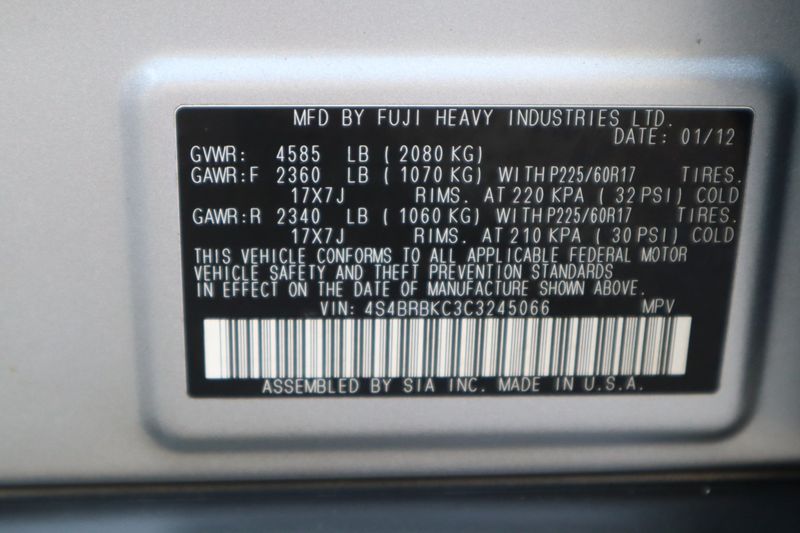 MFD BY FUJI HEAVY INDUSTRIES LTD.
DATE: 01/12
GVWR: 4585 LB ( 2080 KG)
GAWR:F 2360 LB ( 1070 KG) WITH P225/60R17 TIRES.
17X7J RIMS. AT 220 KPA ( 32 PSI) COLD
GAWR:R 2340 LB ( 1060 KG) WITH P225/60R17 TIRES.
17X7J RIMS. AT 210 KPA ( 30 PSI) COLD
THIS VEHICLE CONFORMS TO ALL APPLICABLE FEDERAL MOTOR
VEHICLE SAFETY AND THEFT PREVENTION STANDARDS
IN EFFECT ON THE DATE OF MANUFACTURE SHOWN ABOVE.
VIN: 4S4BRBKC3C3245066 MPV
ASSEMBLED BY SIA INC. MADE IN U.S.A.